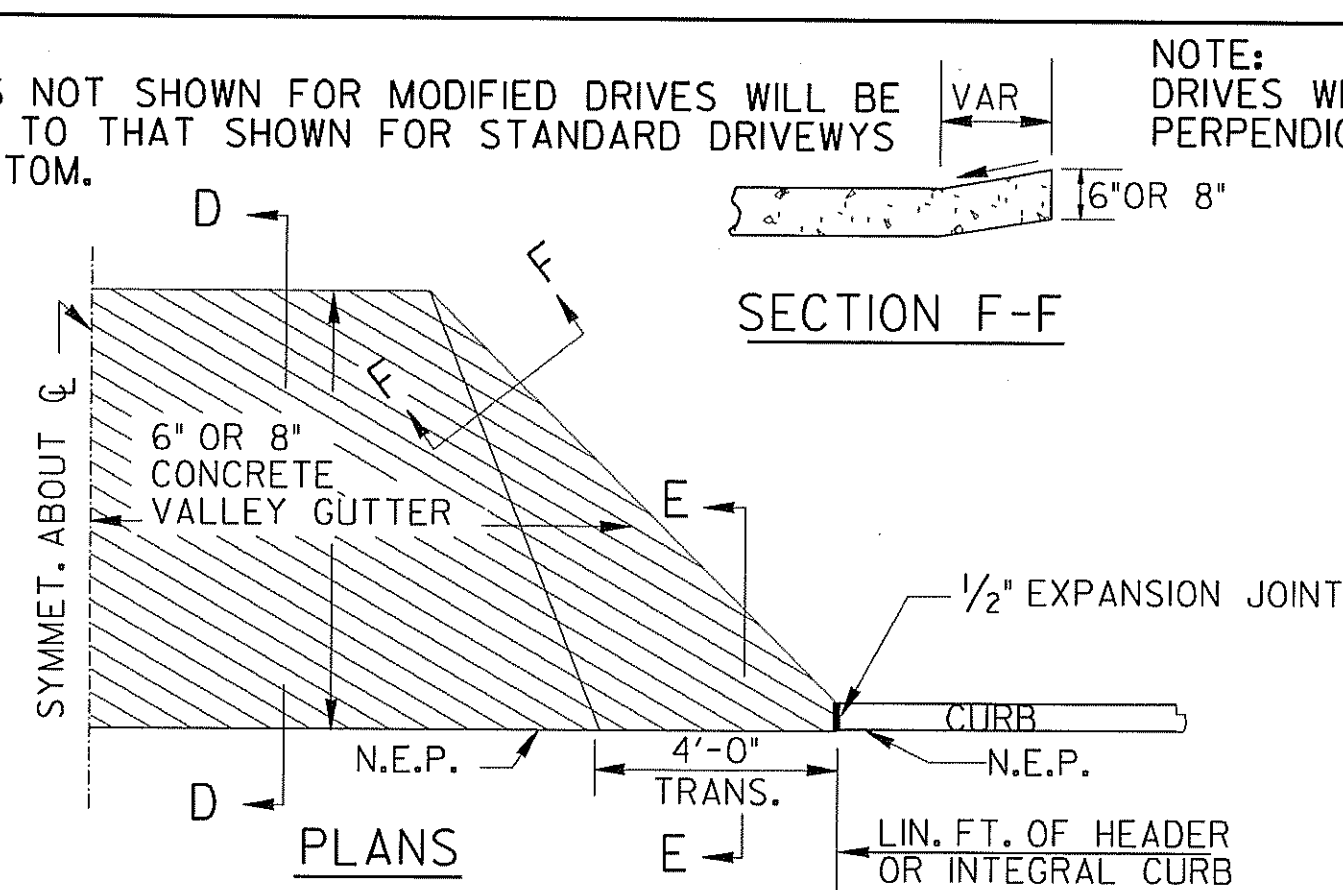 NOT SHOWN FOR MODIFIED DRIVES WILL BE
TO THAT SHOWN FOR STANDARD DRIVEWYS
TOM.
NOTE:
DRIVES
VAR
6" OR 8"
SECTION F-F
D
F
F
6" OR 8"
CONCRETE
VALLEY GUTTER
SYMMET. ABOUT ℄
E
1/2" EXPANSION JOINT
CURB
N.E.P.
4'-0"
TRANS.
N.E.P.
D
PLANS
E
LIN. FT. OF HEADER
OR INTEGRAL CURB